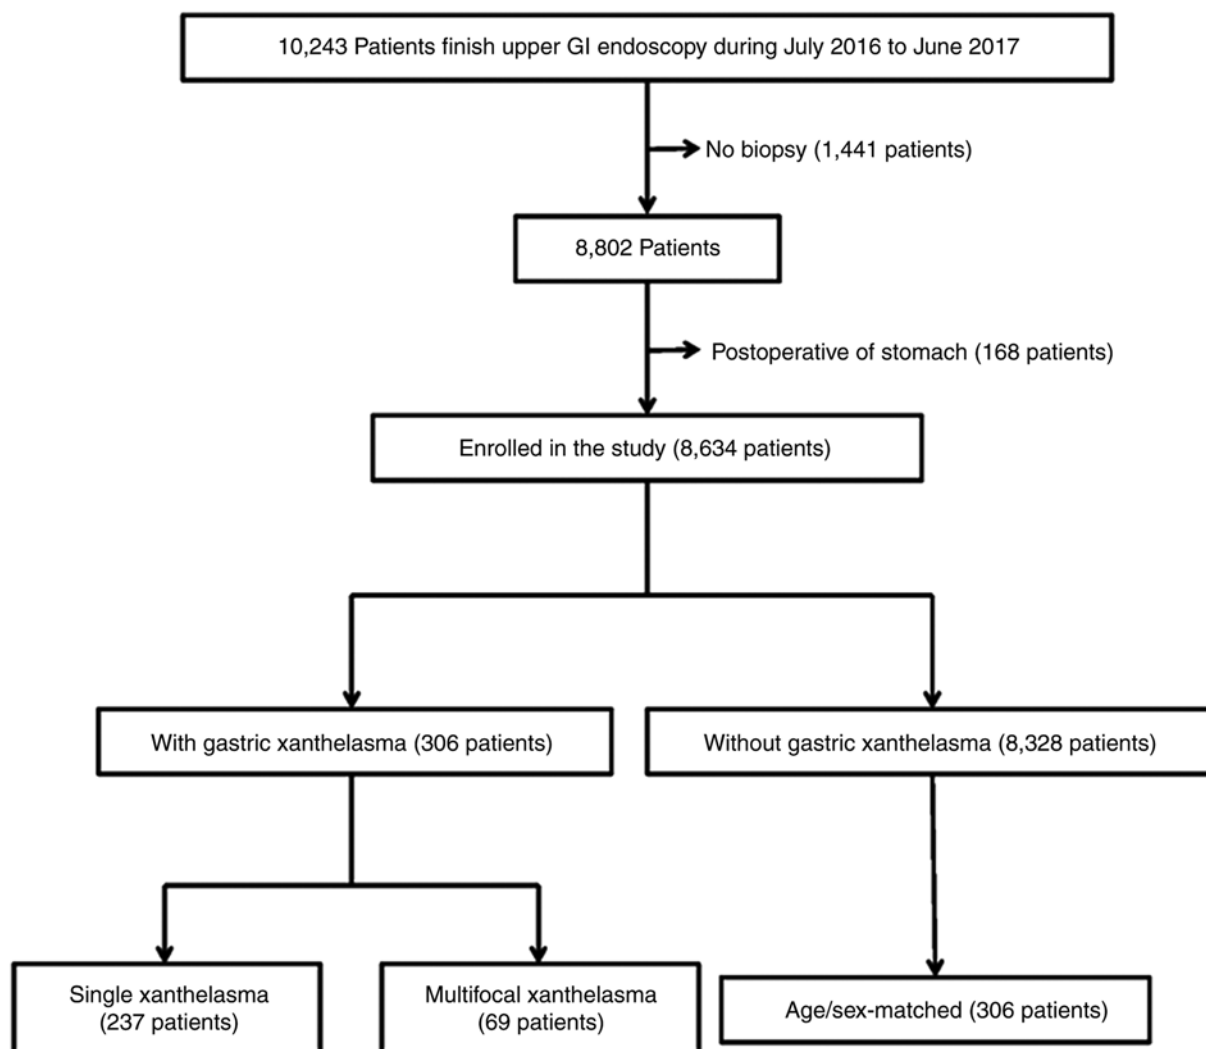 10,243 Patients finish upper GI endoscopy during July 2016 to June 2017
No biopsy (1,441 patients)
8,802 Patients
Postoperative of stomach (168 patients)
Enrolled in the study (8,634 patients)
With gastric xanthelasma (306 patients)
Without gastric xanthelasma (8,328 patients)
Single xanthelasma
(237 patients)
Multifocal xanthelasma
(69 patients)
Age/sex-matched (306 patients)